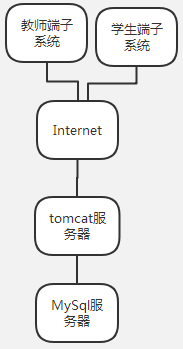 教师端子
系统
学生端子
系统
Internet
tomcat服
务器
MySql服
务器